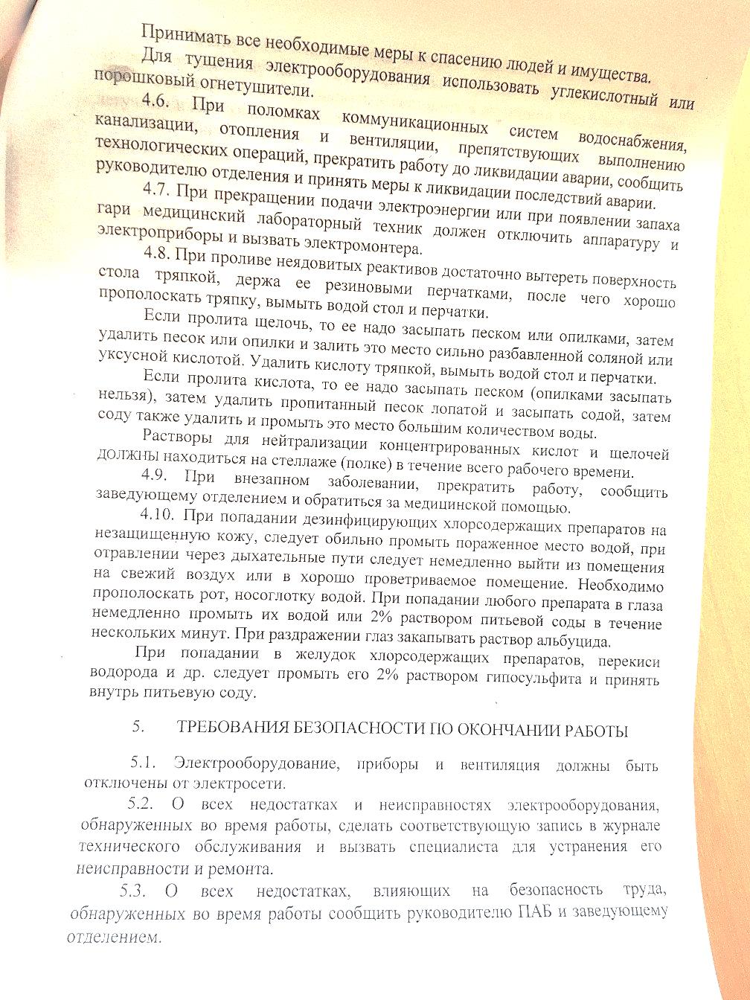 Принимать все необходимые меры к спасению людей и имущества.
Для тушения электрооборудования использовать углекислотный или
порошковый огнетушители.
4.6. При поломках коммуникационных систем водоснабжения,
канализации, отопления и вентиляции, препятствующих выполнению
технологических операций, прекратить работу до ликвидации аварии, сообщить
руководителю отделения и принять меры к ликвидации последствий аварии.
4.7. При прекращении подачи электроэнергии или при появлении запаха
гари медицинский лабораторный техник должен отключить аппаратуру и
электроприборы и вызвать электромонтера.
4.8. При проливе неядовитых реактивов достаточно вытереть поверхность
стола тряпкой, держа ее резиновыми перчатками, после чего хорошо
прополоскать тряпку, вымыть водой стол и перчатки.
Если пролита щелочь, то ее надо засыпать песком или опилками, затем
удалить песок или опилки и залить это место сильно разбавленной соляной или
уксусной кислотой. Удалить кислоту тряпкой, вымыть водой стол и перчатки.
Если пролита кислота, то ее надо засыпать песком (опилками засыпать
нельзя), затем удалить пропитанный песок лопатой и засыпать содой, затем
соду также удалить и промыть это место большим количеством воды.
Растворы для нейтрализации концентрированных кислот и щелочей
ДОЛЖНЫ находиться на стеллаже (полке) в течение всего рабочего времени.
4.9. При внезапном заболевании, прекратить работу, сообщить
заведующему отделением и обратиться за медицинской помощью.
4.10. При попадании дезинфицирующих хлорсодержащих препаратов на
незащищенную кожу, следует обильно промыть пораженное место водой, при
отравлении через дыхательные пути следует немедленно выйти из помещения
на свежий воздух или в хорошо проветриваемое помещение. Необходимо
прополоскать рот, носоглотку водой. При попадании любого препарата в глаза
немедленно промыть их водой или 2% раствором питьевой соды в течение
нескольких минут. При раздражении глаз закапывать раствор альбуцида.
При попадании в желудок хлорсодержащих препаратов, перекиси
водорода и др. следует промыть его 2% раствором гипосульфита и принять
внутрь питьевую соду.
5. ТРЕБОВАНИЯ БЕЗОПАСНОСТИ ПО ОКОНЧАНИИ РАБОТЫ
5.1. Электрооборудование, приборы и вентиляция должны быть
отключены от электросети.
5.2. О всех недостатках и неисправностях электрооборудования,
обнаруженных во время работы, сделать соответствующую запись в журнале
технического обслуживания и вызвать специалиста для устранения его
неисправности и ремонта.
5.3. О всех недостатках, влияющих на безопасность труда,
обнаруженных во время работы сообщить руководителю ПАБ и заведующему
отделением.